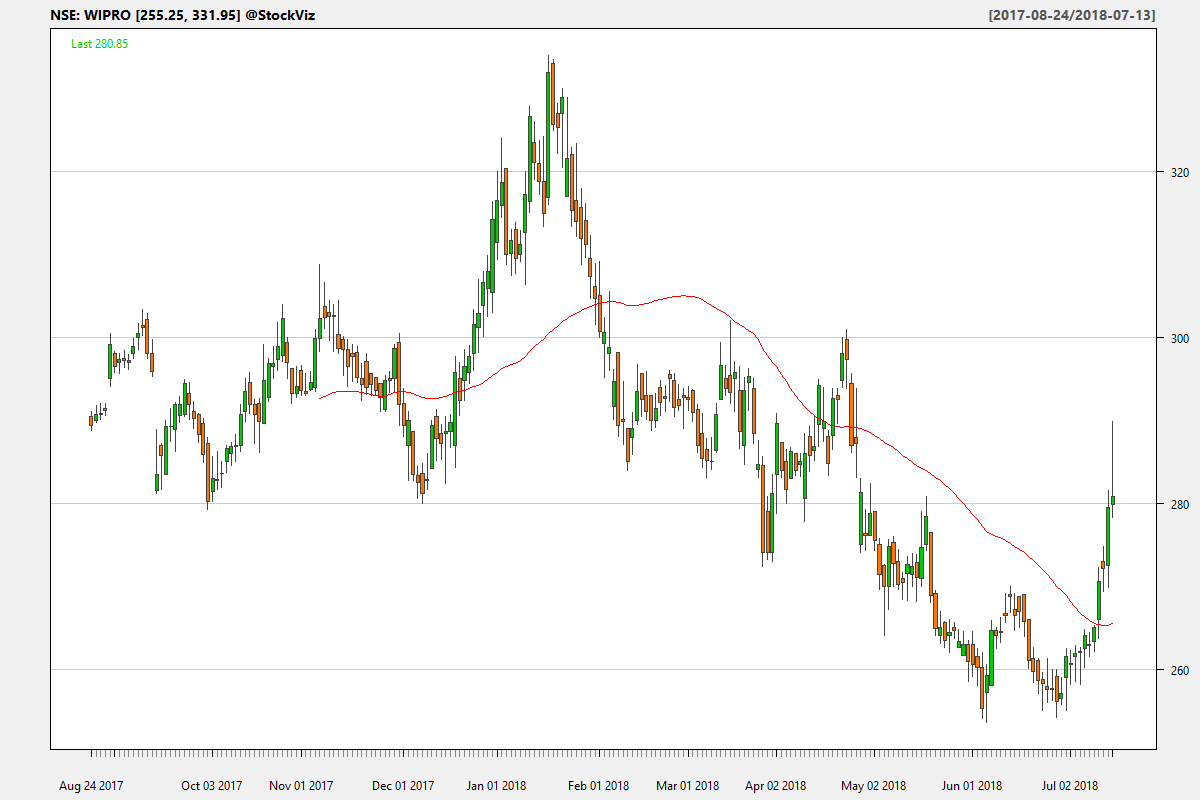 NSE: WIPRO [255.25, 331.95] @StockViz
[2017-08-24/2018-07-13]
Last 280.85
320
300
280
260
Aug 24 2017
Oct 03 2017
Nov 01 2017
Dec 01 2017
Jan 01 2018
Feb 01 2018
Mar 01 2018
Apr 02 2018
May 02 2018
Jun 01 2018
Jul 02 2018